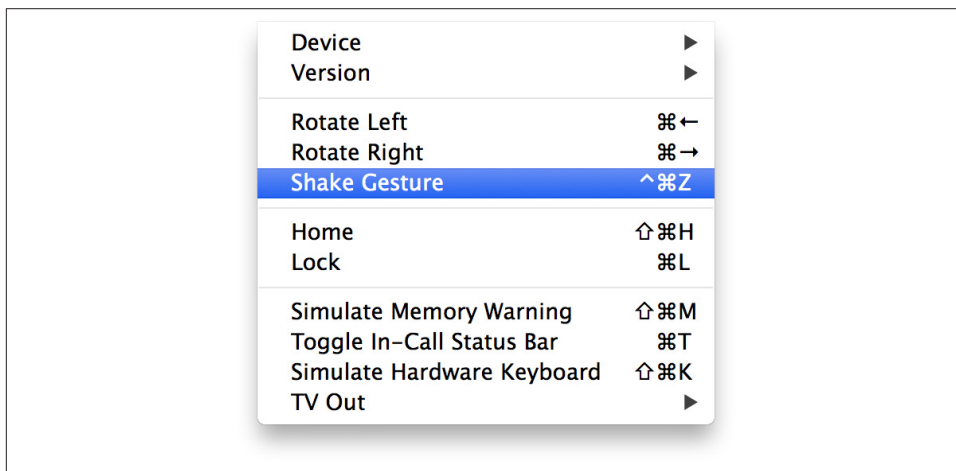 Device ▶
Version ▶
Rotate Left ⌘←
Rotate Right ⌘→
Shake Gesture ^⌘Z
Home ⇧⌘H
Lock ⌘L
Simulate Memory Warning ⇧⌘M
Toggle In-Call Status Bar ⌘T
Simulate Hardware Keyboard ⇧⌘K
TV Out ▶